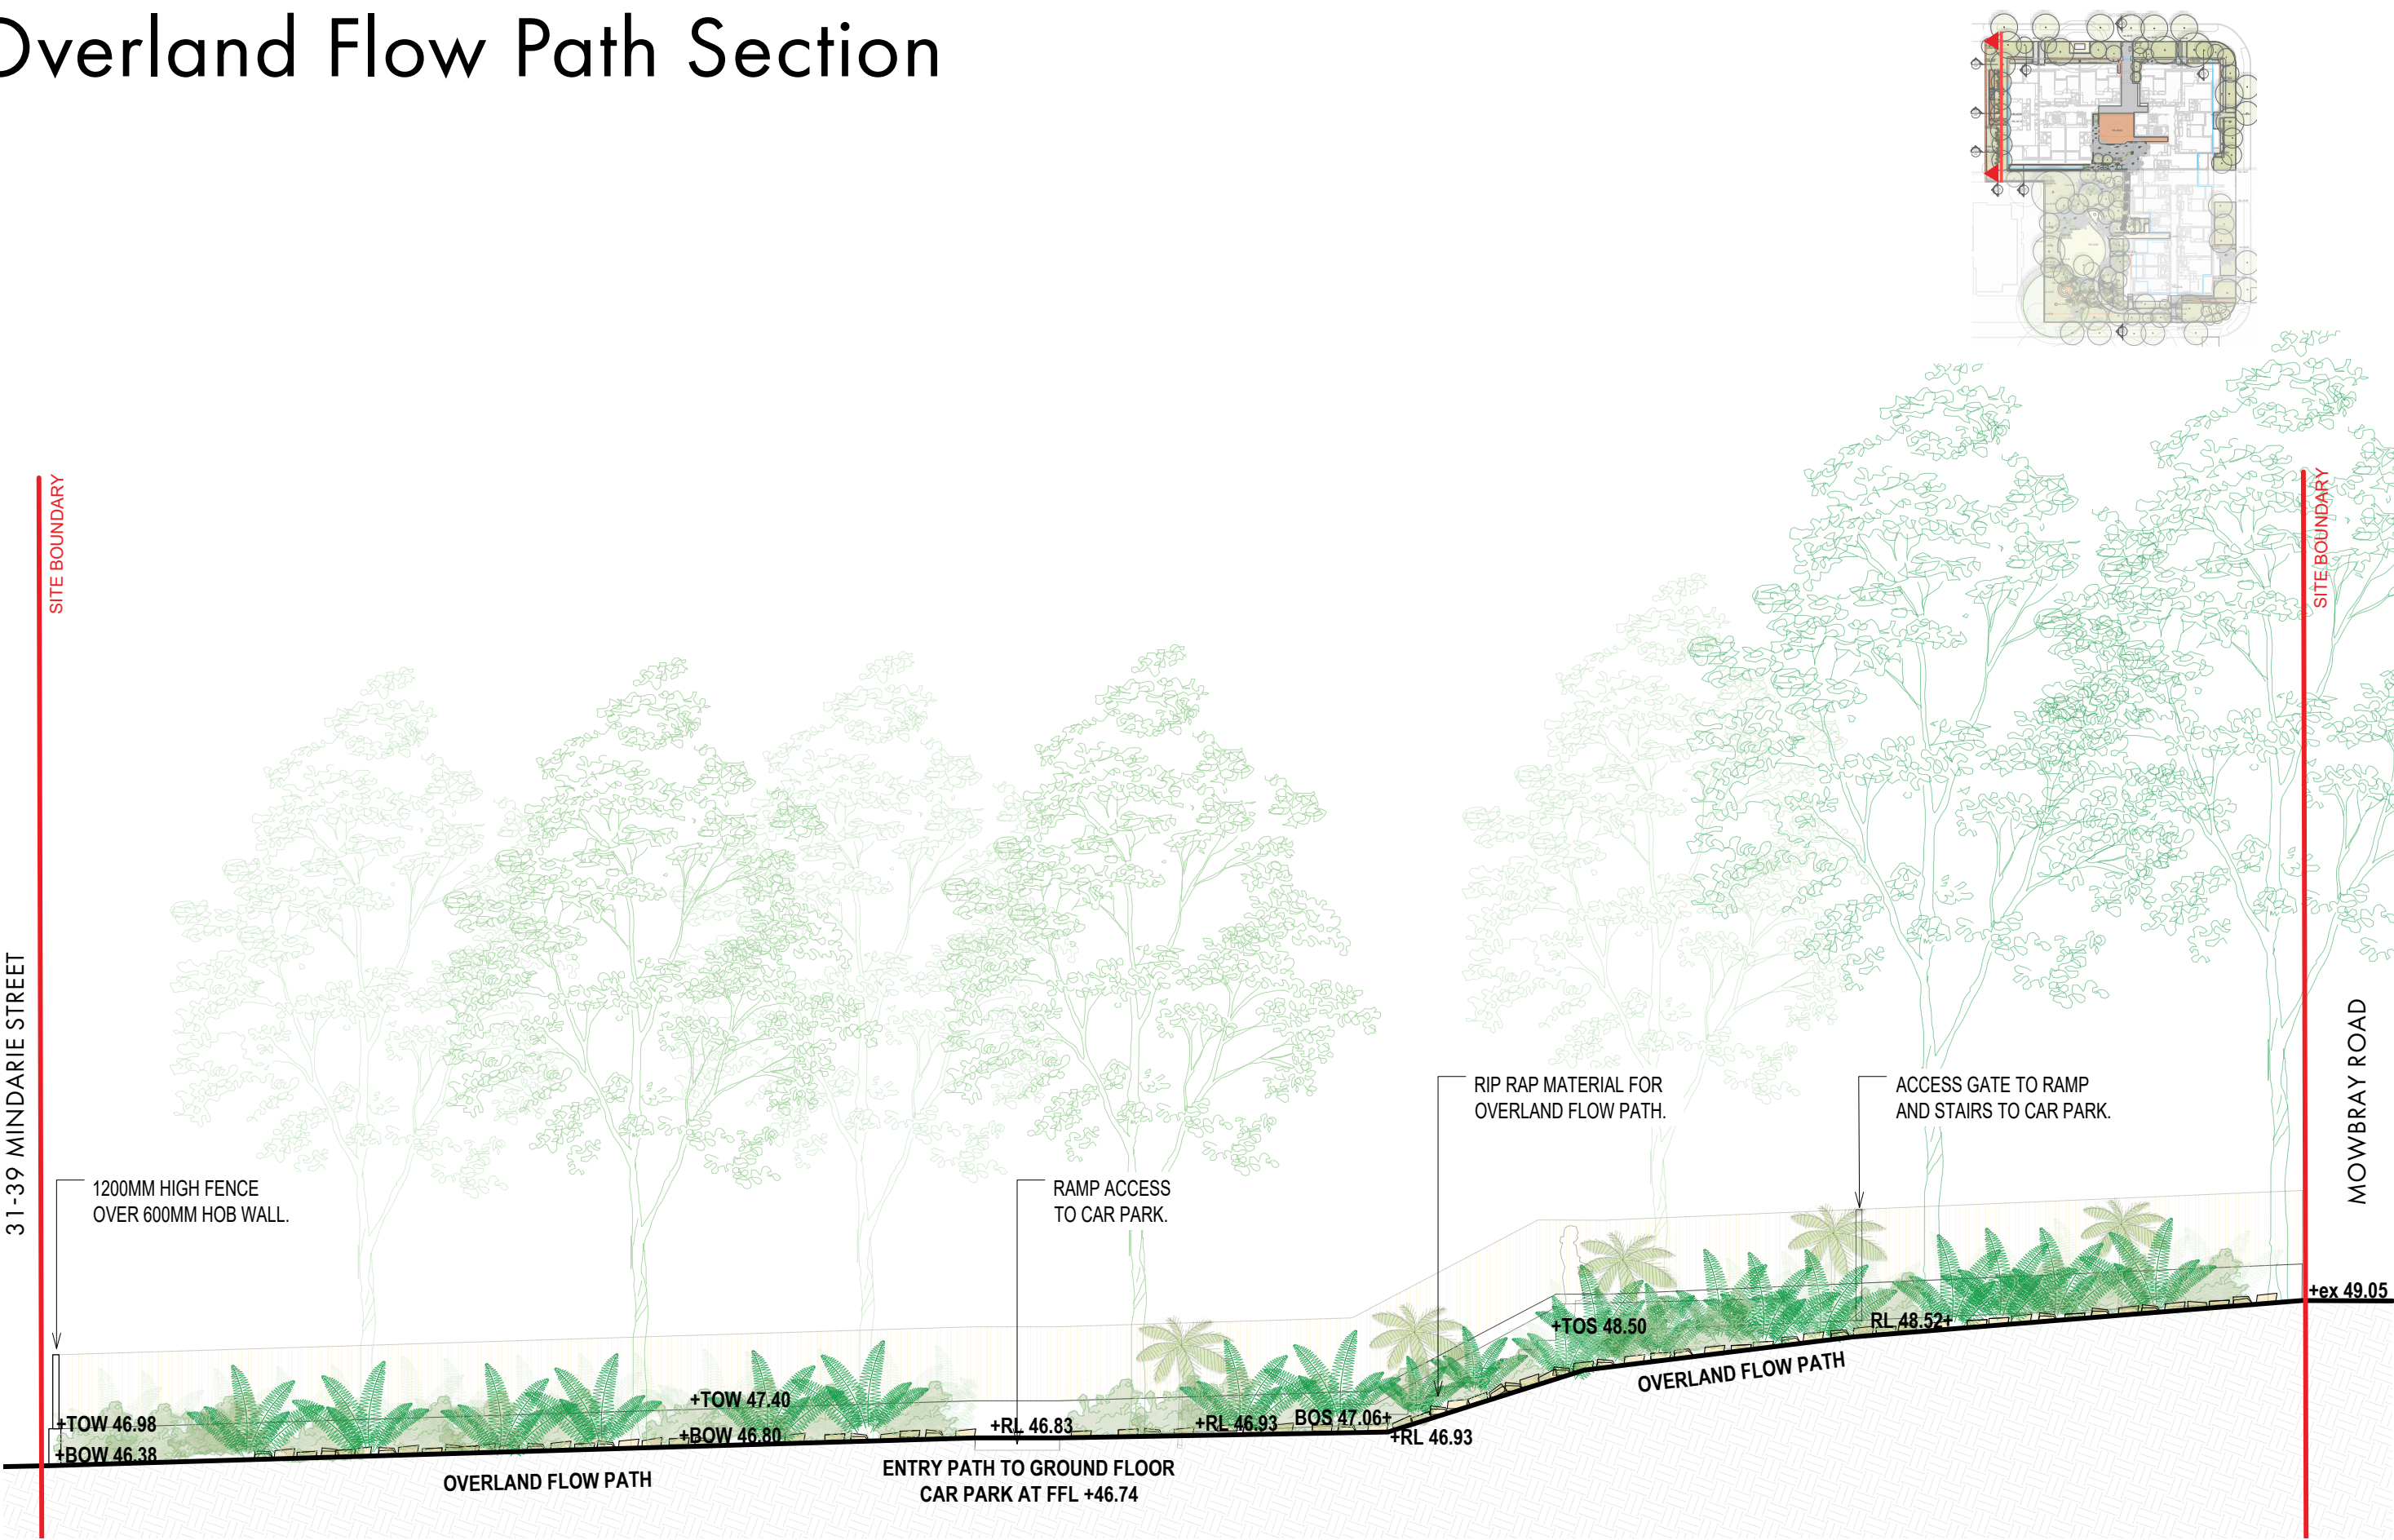 Overland Flow Path Section
SITE BOUNDARY
SITE BOUNDARY
31-39 MINDARIE STREET
MOWBRAY ROAD
RIP RAP MATERIAL FOR
OVERLAND FLOW PATH.
ACCESS GATE TO RAMP
AND STAIRS TO CAR PARK.
1200MM HIGH FENCE
OVER 600MM HOB WALL.
RAMP ACCESS
TO CAR PARK.
+ex 49.05
RL 48.52+
+TOS 48.50
OVERLAND FLOW PATH
+TOW 47.40
+TOW 46.98
+RL 46.83
+RL 46.93
BOS 47.06+
+BOW 46.80
+RL 46.93
+BOW 46.38
OVERLAND FLOW PATH
ENTRY PATH TO GROUND FLOOR
CAR PARK AT FFL +46.74